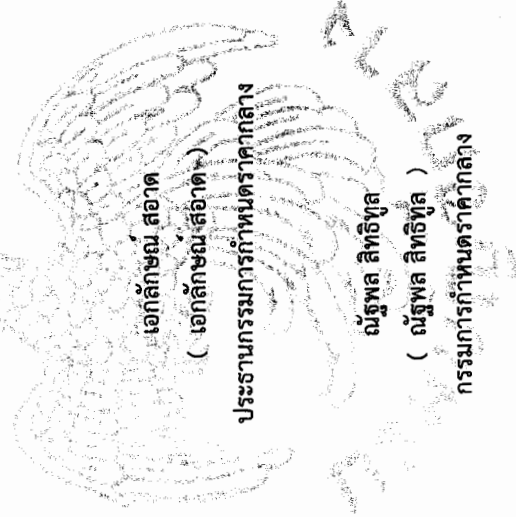 เอกลักษณ์ สอาด
( เอกลักษณ์ สอาด )
ประธานกรรมการกำหนดราคากลาง
ณัฐพล สิทธิทูล
( ณัฐพล สิทธิทูล )
กรรมการกำหนดราคากลาง